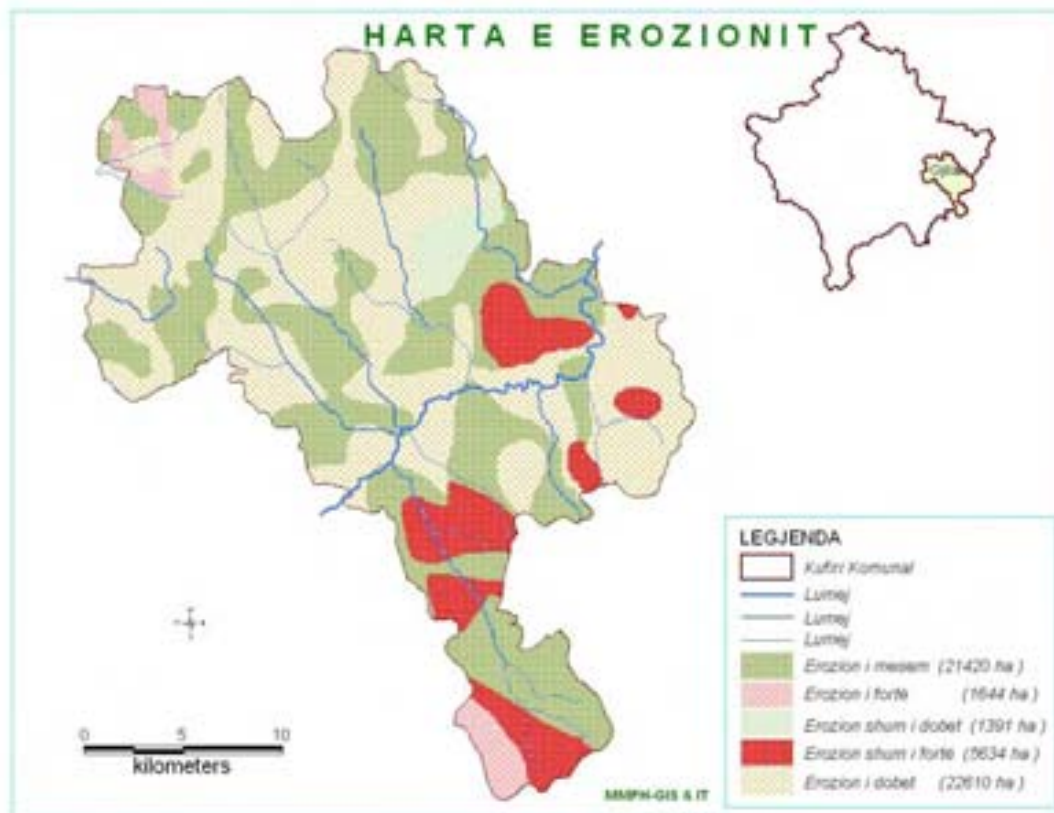 HARTA E EROZIONIT
LEGJENDA
Kufiri Komunal
Lumej
Lumej
Lumej
Erozion i mesem (21420 ha)
Erozion i forte (1644 ha)
Erozion shum i dobet (1391 ha)
Erozion shum i forte (5634 ha)
Erozion i dobet (22610 ha)
0 5 10
kilometers
MMPH-GIS & IT